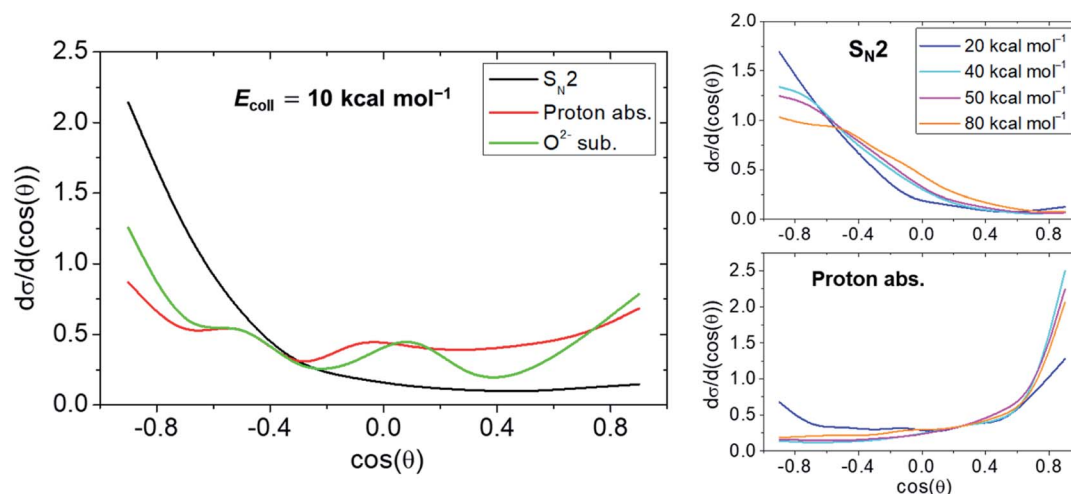 2.5
2.0
1.5
1.0
0.5
0.0
dσ/d(cos(θ))
E_coll = 10 kcal mol⁻¹
S_N2
Proton abs.
O²⁻ sub.
-0.8 -0.4 0.0 0.4 0.8
cos(θ)
2.0
1.5
1.0
0.5
0.0
dσ/d(cos(θ))
S_N2
20 kcal mol⁻¹
40 kcal mol⁻¹
50 kcal mol⁻¹
80 kcal mol⁻¹
-0.8 -0.4 0.0 0.4 0.8
2.5
2.0
1.5
1.0
0.5
0.0
dσ/d(cos(θ))
Proton abs.
-0.8 -0.4 0.0 0.4 0.8
cos(θ)